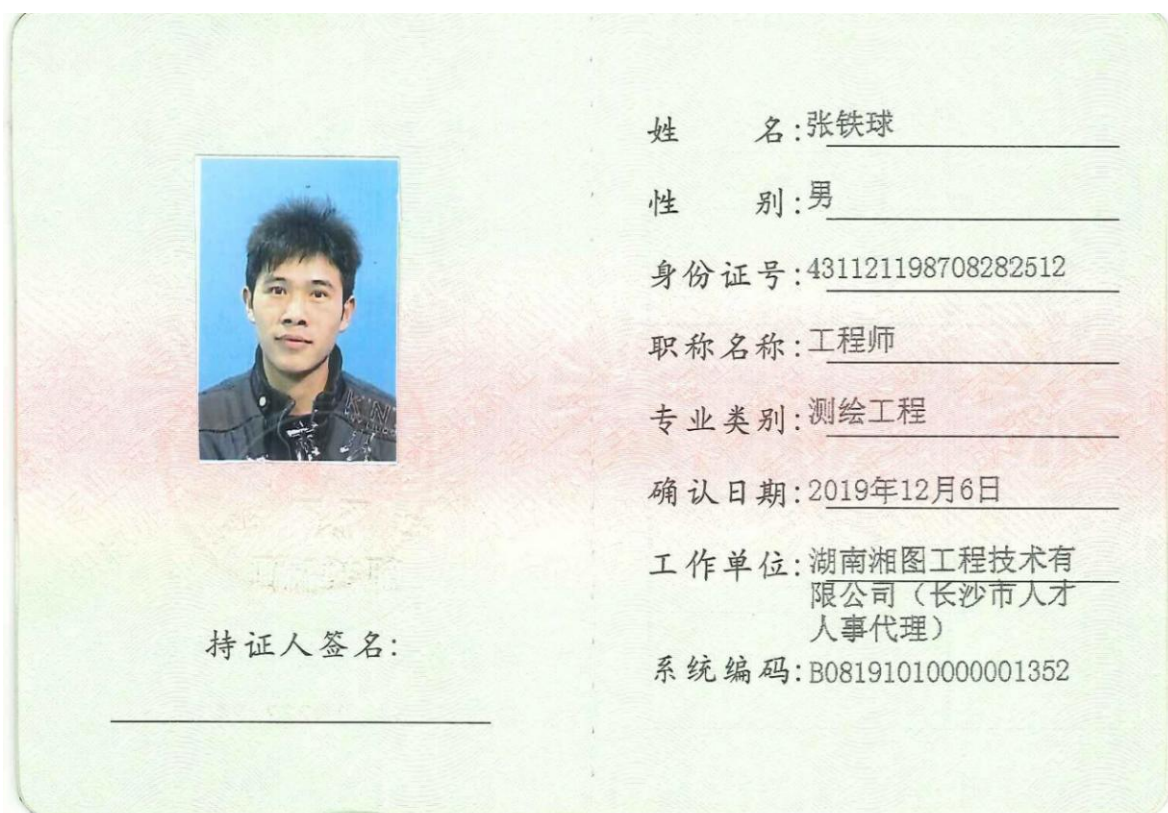 姓 名:张铁球
性 别:男
身份证号:431121198708282512
职称名称:工程师
专业类别:测绘工程
确认日期:2019年12月6日
工作单位:湖南湘图工程技术有
限公司（长沙市人才
人事代理）
系统编码:B08191010000001352
持证人签名: